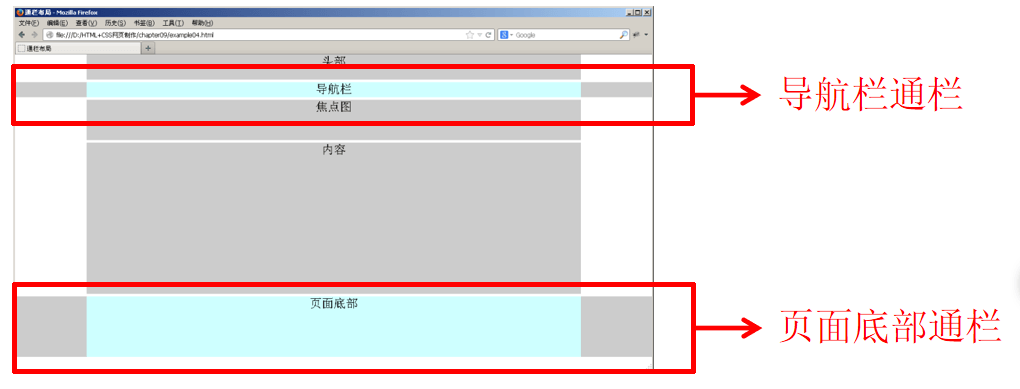 通栏布局 - Mozilla Firefox
文件(F) 编辑(E) 查看(V) 历史(S) 书签(B) 工具(T) 帮助(H)
file:///D:/HTML+CSS网页制作/chapter09/example04.html
Google
通栏布局
头部
导航栏
焦点图
内容
页面底部
导航栏通栏
页面底部通栏